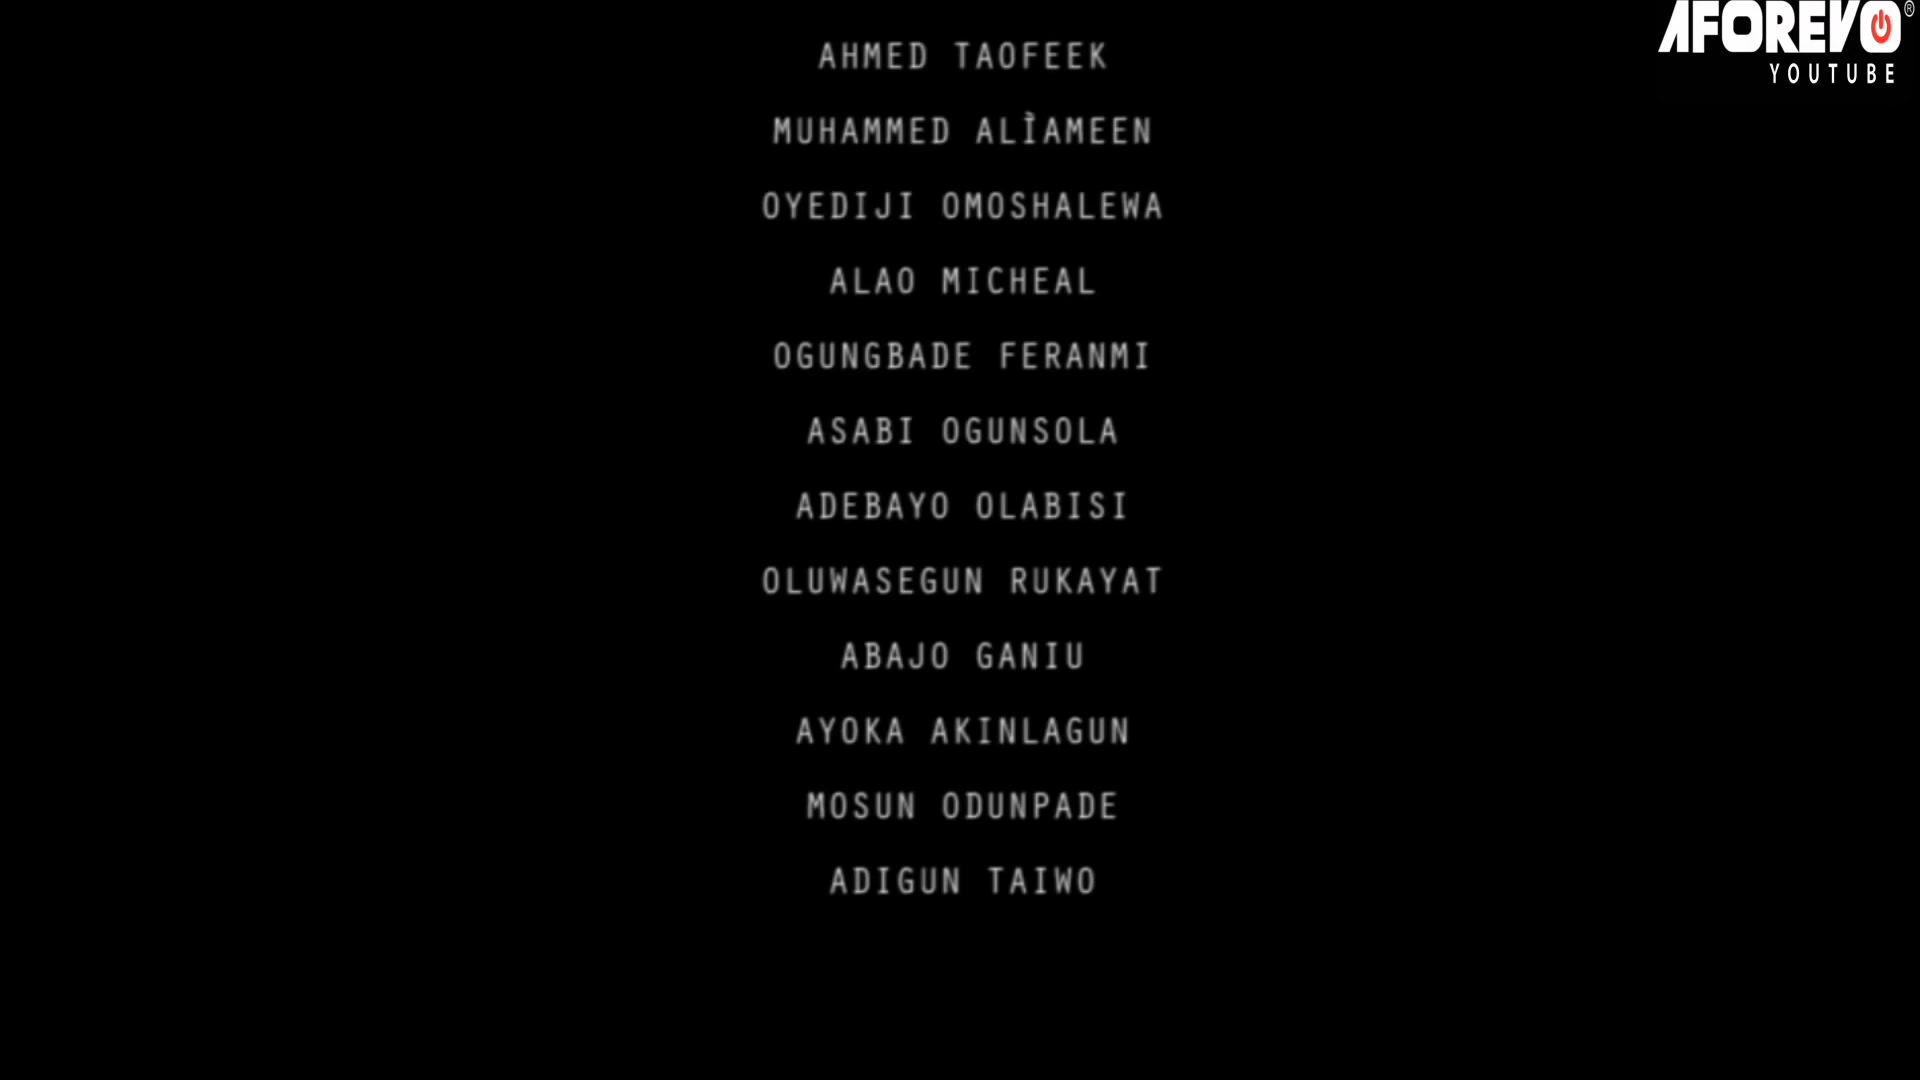 AFOREVO®
YOUTUBE
AHMED TAOFEEK
MUHAMMED ALÌAMEEN
OYEDIJI OMOSHALEWA
ALAO MICHEAL
OGUNGBADE FERANMI
ASABI OGUNSOLA
ADEBAYO OLABISI
OLUWASEGUN RUKAYAT
ABAJO GANIU
AYOKA AKINLAGUN
MOSUN ODUNPADE
ADIGUN TAIWO